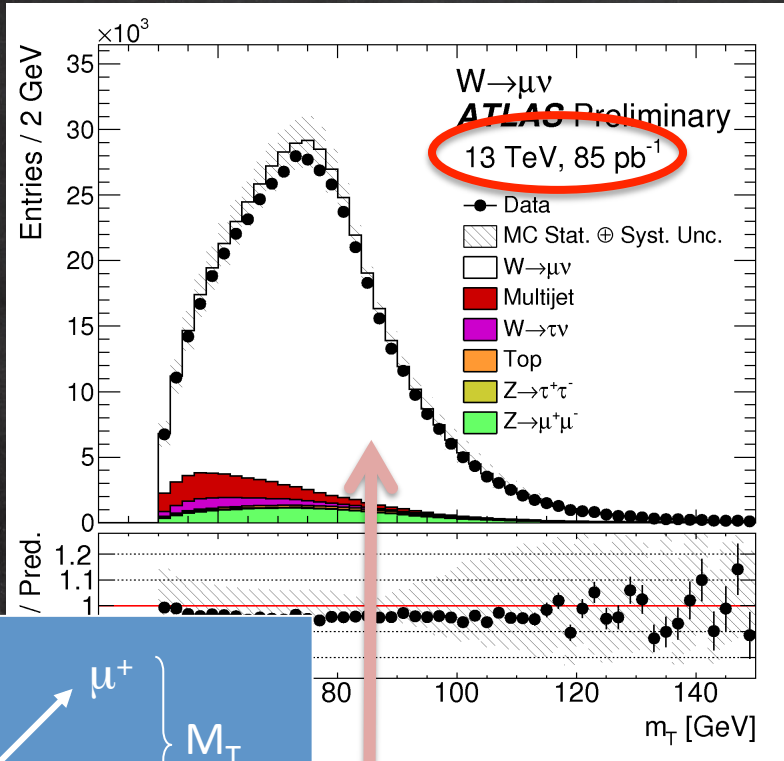 ×10³
Entries / 2 GeV
35
30
25
20
15
10
5
0
W→μν
ATLAS Preliminary
13 TeV, 85 pb⁻¹
Data
MC Stat. ⊕ Syst. Unc.
W→μν
Multijet
W→τν
Top
Z→τ⁺τ⁻
Z→μ⁺μ⁻
/ Pred.
1.2
1.1
1
80 100 120 140
m_T [GeV]
μ⁺
M_T